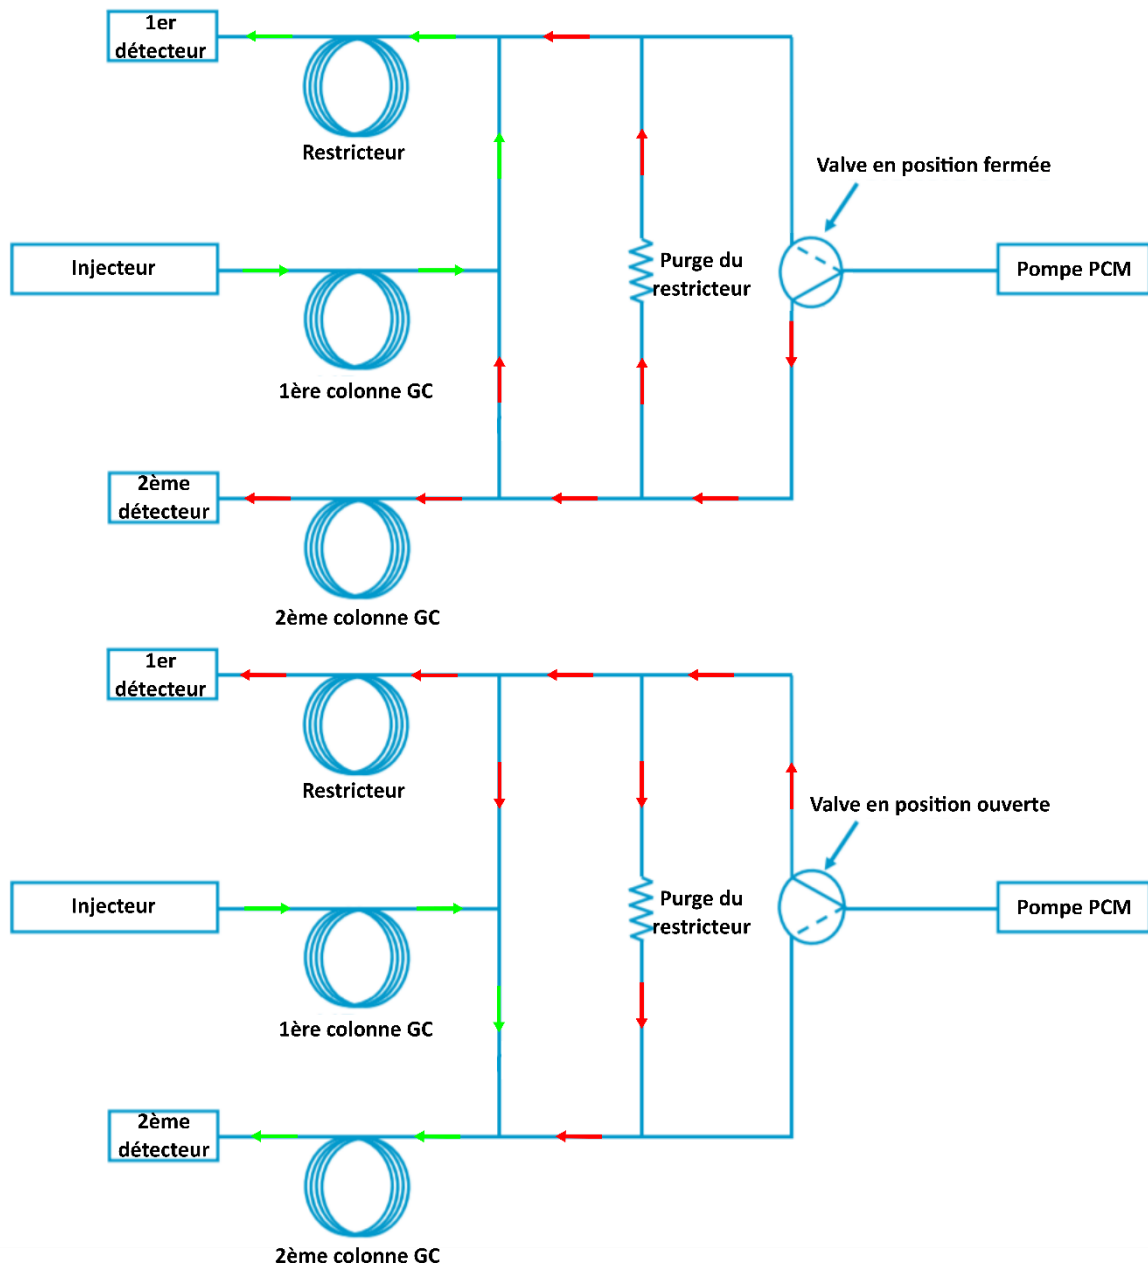 1er
détecteur
Restricteur
Valve en position fermée
Injecteur
Purge du
restricteur
Pompe PCM
1ère colonne GC
2ème
détecteur
2ème colonne GC
1er
détecteur
Restricteur
Valve en position ouverte
Injecteur
Purge du
restricteur
Pompe PCM
1ère colonne GC
2ème
détecteur
2ème colonne GC